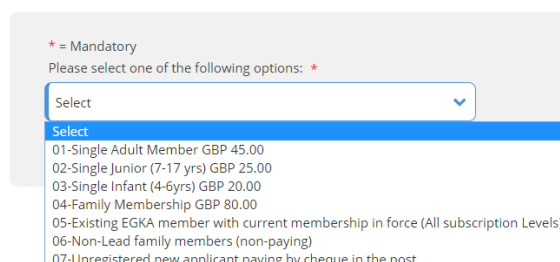 * = Mandatory
Please select one of the following options: *
Select
Select
01-Single Adult Member GBP 45.00
02-Single Junior (7-17 yrs) GBP 25.00
03-Single Infant (4-6yrs) GBP 20.00
04-Family Membership GBP 80.00
05-Existing EGKA member with current membership in force (All subscription Levels)
06-Non-Lead family members (non-paying)
07-Unregistered new applicant paying by cheque in the post